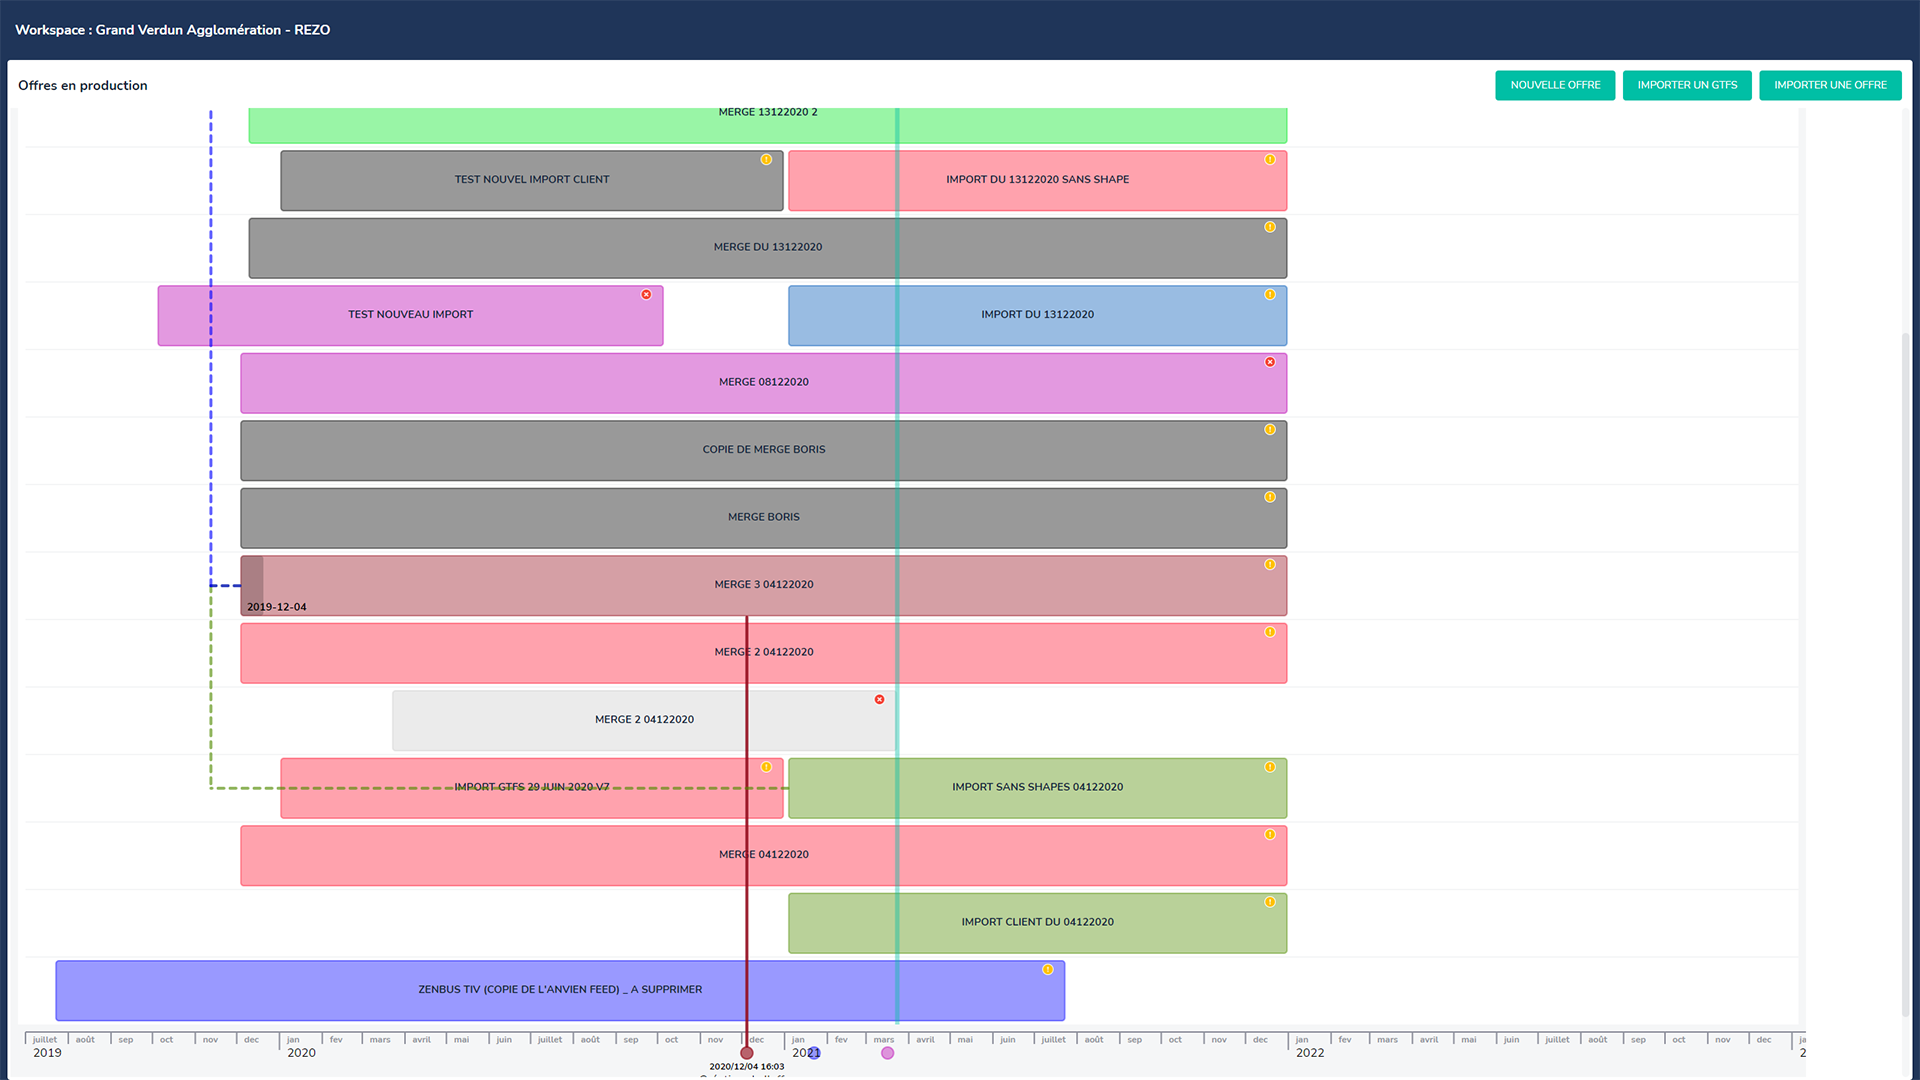 Workspace : Grand Verdun Agglomération - REZO
Offres en production
NOUVELLE OFFRE
IMPORTER UN GTFS
IMPORTER UNE OFFRE
MERGE 13122020 2
TEST NOUVEL IMPORT CLIENT
IMPORT DU 13122020 SANS SHAPE
MERGE DU 13122020
TEST NOUVEAU IMPORT
IMPORT DU 13122020
MERGE 08122020
COPIE DE MERGE BORIS
MERGE BORIS
MERGE 3 04122020
2019-12-04
MERGE 2 04122020
MERGE 2 04122020
IMPORT GTFS 29 JUIN 2020 V7
IMPORT SANS SHAPES 04122020
MERGE 04122020
IMPORT CLIENT DU 04122020
ZENBUS TIV (COPIE DE L'ANVIEN FEED) _ A SUPPRIMER
juillet août sep oct nov dec jan fev mars avril mai juin juillet août sep oct nov dec jan fev mars avril mai juin juillet août sep oct nov dec jan fev mars avril mai juin juillet août sep oct nov dec
2019 2020 2021 2022
2020/12/04 16:03